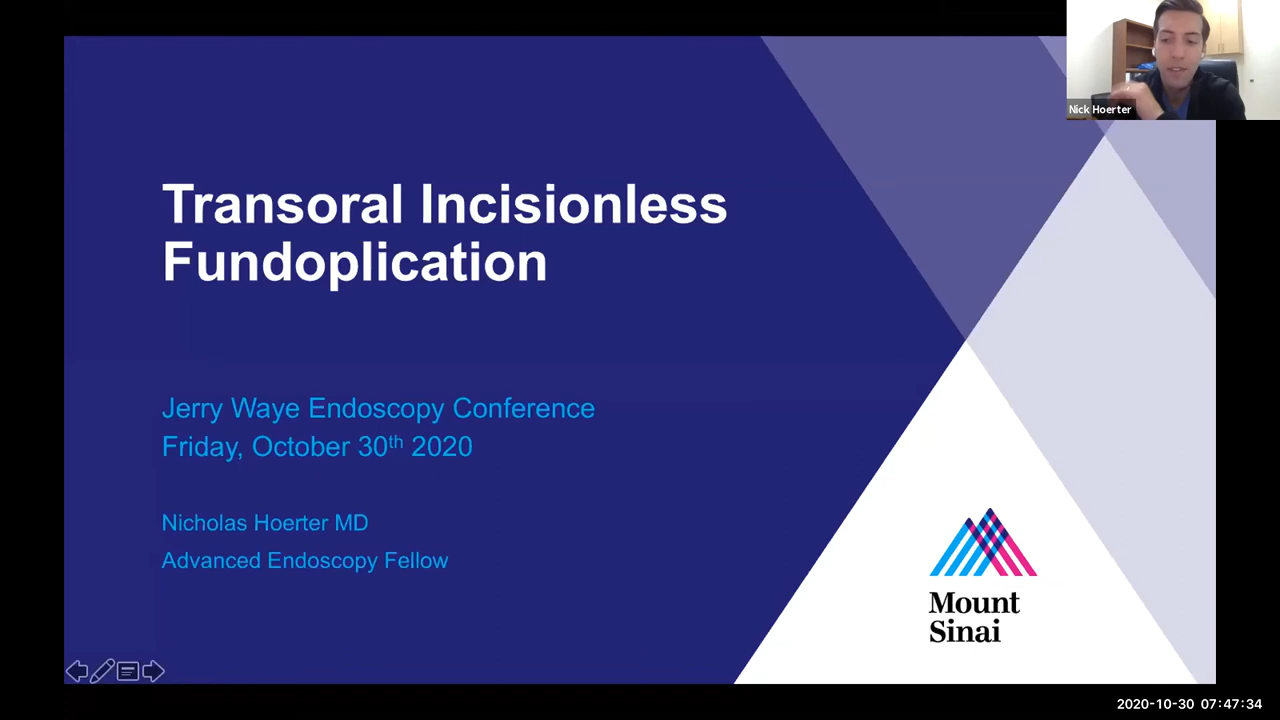 Nick Hoerter
Transoral Incisionless
Fundoplication
Jerry Waye Endoscopy Conference
Friday, October 30th 2020
Nicholas Hoerter MD
Advanced Endoscopy Fellow
Mount
Sinai
2020-10-30 07:47:34